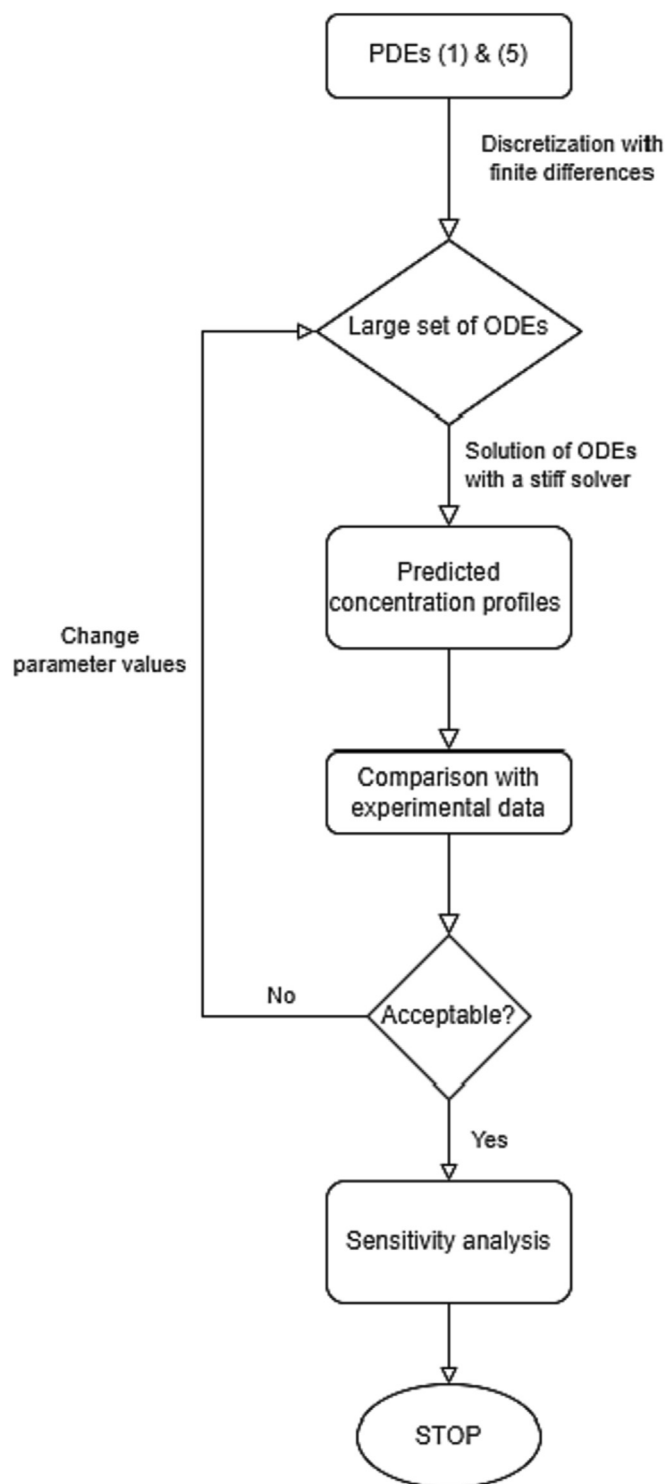 PDEs (1) & (5)
Discretization with
finite differences
Large set of ODEs
Solution of ODEs
with a stiff solver
Predicted
concentration profiles
Change
parameter values
Comparison with
experimental data
No
Acceptable?
Yes
Sensitivity analysis
STOP